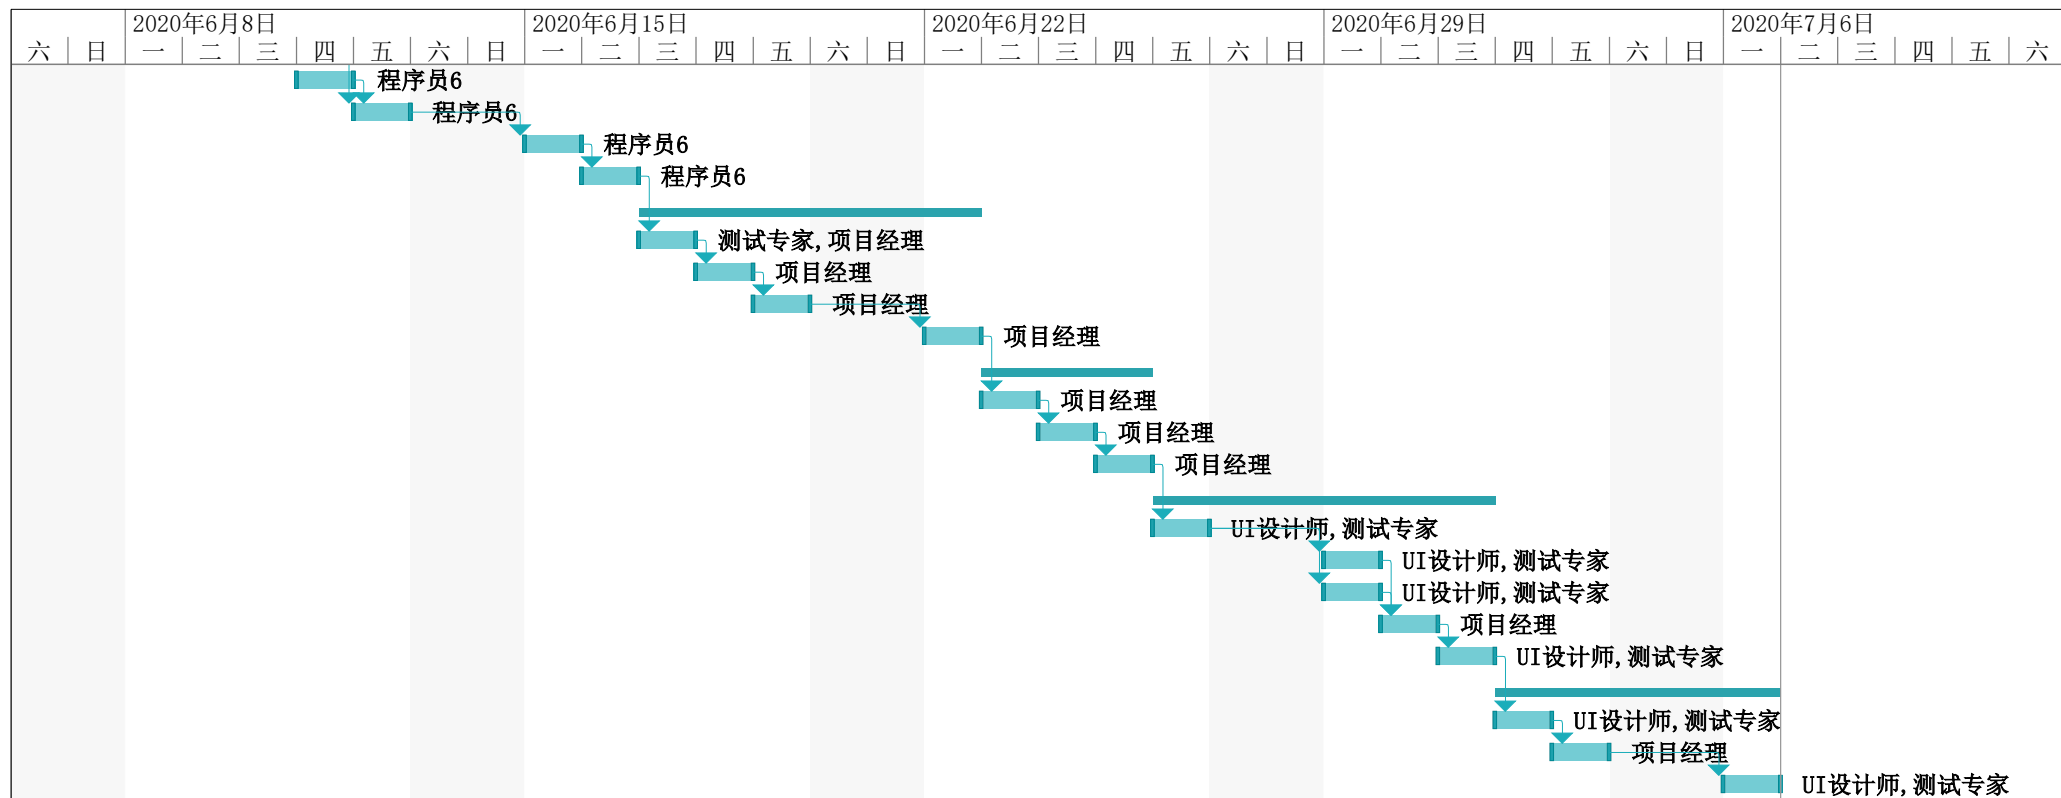 2020年6月8日 2020年6月15日 2020年6月22日 2020年6月29日 2020年7月6日
六 日 一 二 三 四 五 六 日 一 二 三 四 五 六 日 一 二 三 四 五 六 日 一 二 三 四 五 六 日 一 二 三 四 五 六
程序员6
程序员6
程序员6
程序员6
测试专家,项目经理
项目经理
项目经理
项目经理
项目经理
项目经理
项目经理
UI设计师,测试专家
UI设计师,测试专家
UI设计师,测试专家
项目经理
UI设计师,测试专家
UI设计师,测试专家
项目经理
UI设计师,测试专家